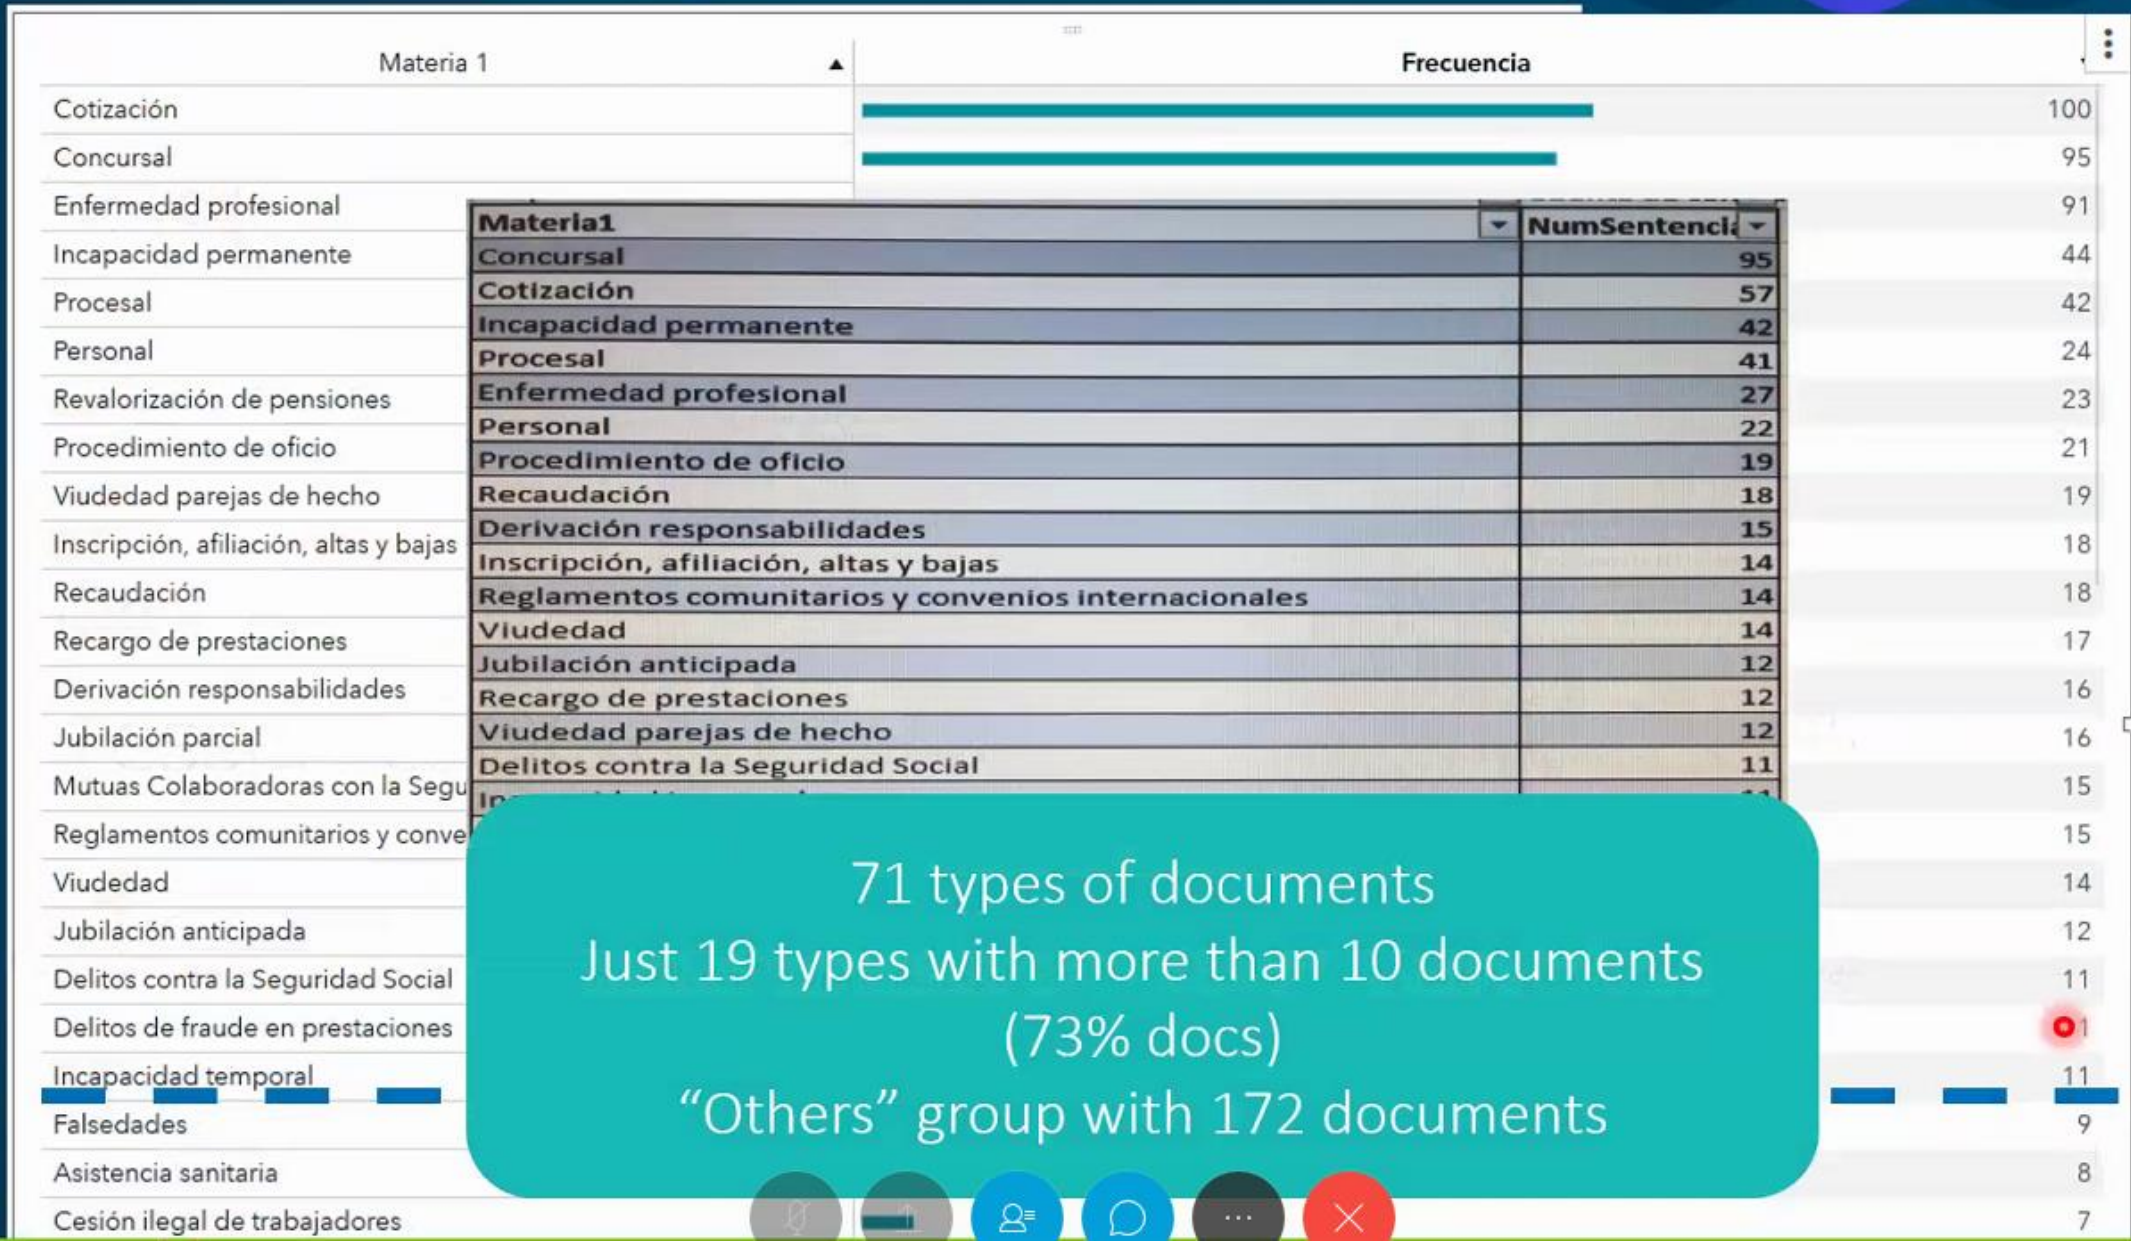 Materia 1 Frecuencia
Cotización 100
Concursal 95
Enfermedad profesional 91
Incapacidad permanente 44
Procesal 42
Personal 24
Revalorización de pensiones 23
Procedimiento de oficio 21
Viudedad parejas de hecho 19
Inscripción, afiliación, altas y bajas 18
Recaudación 18
Recargo de prestaciones 17
Derivación responsabilidades 16
Jubilación parcial 16
Mutuas Colaboradoras con la Segu 15
Reglamentos comunitarios y conve 15
Viudedad 14
Jubilación anticipada 12
Delitos contra la Seguridad Social 11
Delitos de fraude en prestaciones 1
Incapacidad temporal 11
Falsedades 9
Asistencia sanitaria 8
Cesión ilegal de trabajadores 7
Materia1 NumSentencia
Concursal 95
Cotización 57
Incapacidad permanente 42
Procesal 41
Enfermedad profesional 27
Personal 22
Procedimiento de oficio 19
Recaudación 18
Derivación responsabilidades 15
Inscripción, afiliación, altas y bajas 14
Reglamentos comunitarios y convenios internacionales 14
Viudedad 14
Jubilación anticipada 12
Recargo de prestaciones 12
Viudedad parejas de hecho 12
Delitos contra la Seguridad Social 11
71 types of documents
Just 19 types with more than 10 documents
(73% docs)
“Others” group with 172 documents